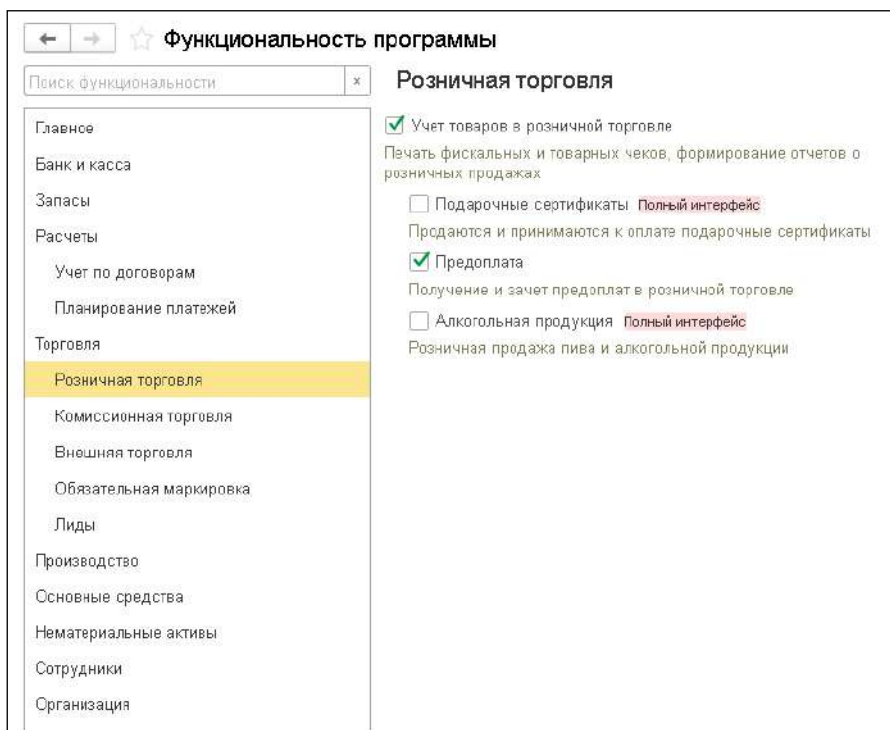 Функциональность программы
Поиск функциональности
x
Главное
Банк и касса
Запасы
Расчеты
Учет по договорам
Планирование платежей
Торговля
Розничная торговля
Комиссионная торговля
Внешняя торговля
Обязательная маркировка
Лиды
Производство
Основные средства
Нематериальные активы
Сотрудники
Организация
Розничная торговля
Учет товаров в розничной торговле
Печать фискальных и товарных чеков, формирование отчетов о
розничных продажах
Подарочные сертификаты Полный интерфейс
Продаются и принимаются к оплате подарочные сертификаты
Предоплата
Получение и зачет предоплат в розничной торговле
Алкогольная продукция Полный интерфейс
Розничная продажа пива и алкогольной продукции